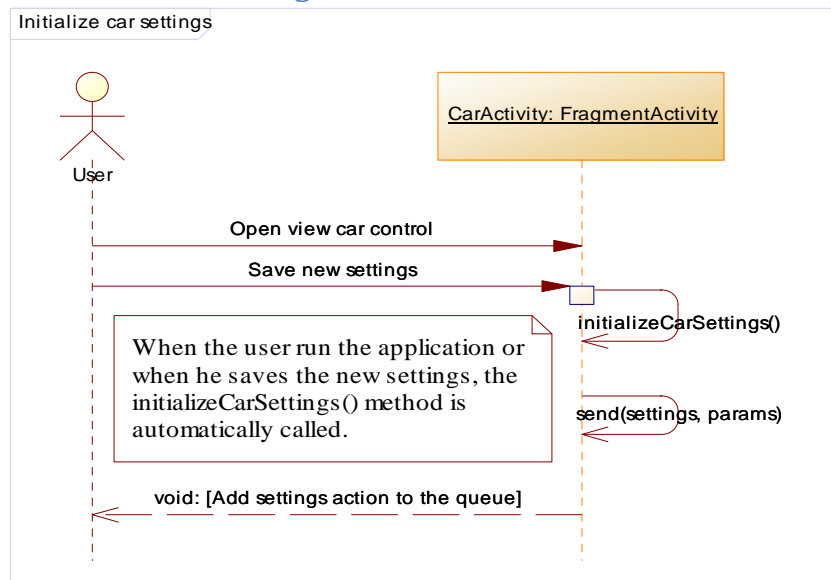 Initialize car settings
CarActivity: FragmentActivity
User
Open view car control
Save new settings
initializeCarSettings()
When the user run the application or
when he saves the new settings, the
initializeCarSettings() method is
automatically called.
send(settings, params)
void: [Add settings action to the queue]